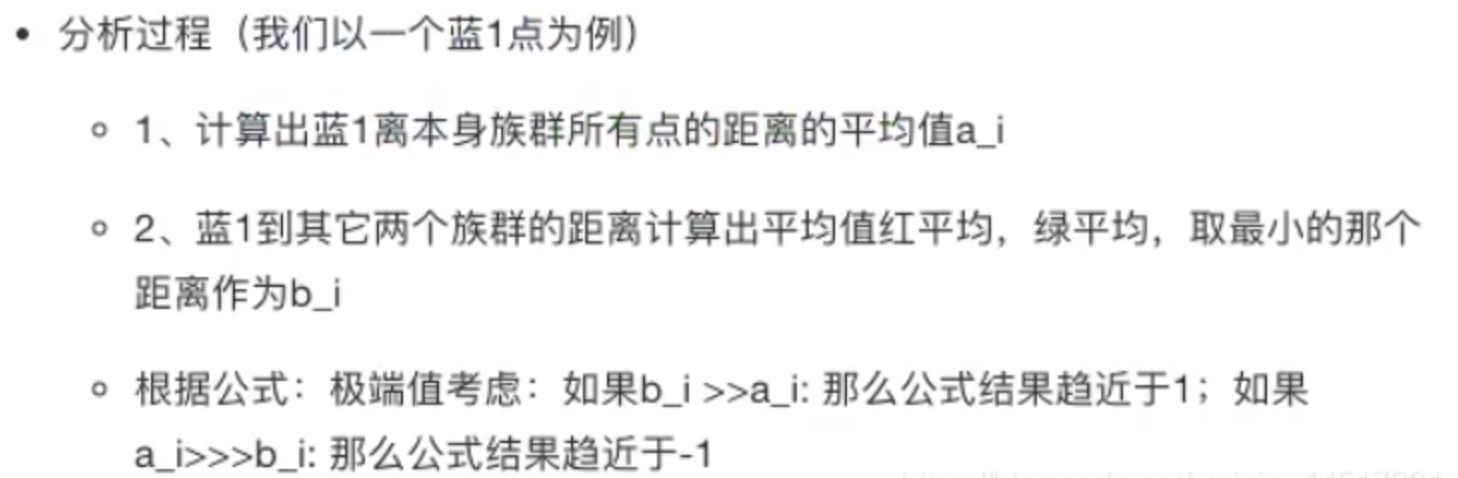 • 分析过程（我们以一个蓝1点为例）
○ 1、计算出蓝1离本身族群所有点的距离的平均值a_i
○ 2、蓝1到其它两个族群的距离计算出平均值红平均，绿平均，取最小的那个
距离作为b_i
○ 根据公式：极端值考虑：如果b_i >>a_i: 那么公式结果趋近于1；如果
a_i>>>b_i: 那么公式结果趋近于-1